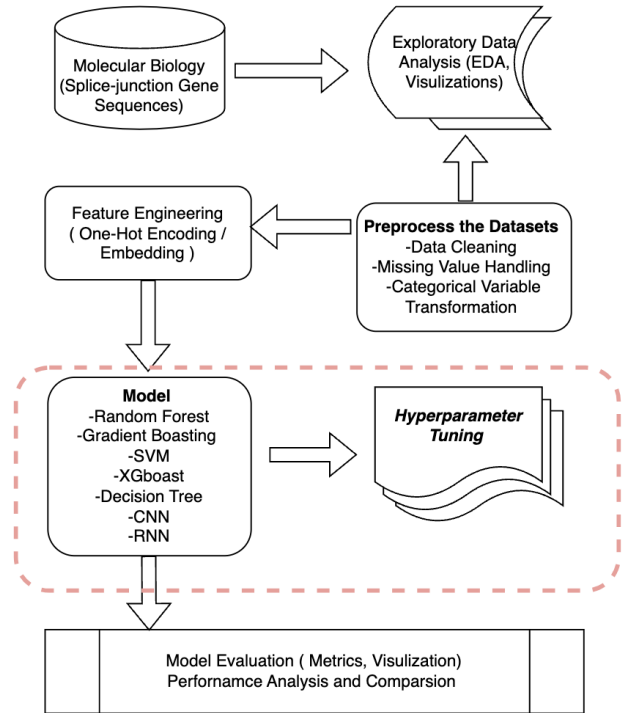 Molecular Biology
(Splice-junction Gene
Sequences)
Exploratory Data
Analysis (EDA,
Visulizations)
Feature Engineering
( One-Hot Encoding /
Embedding )
Preprocess the Datasets
-Data Cleaning
-Missing Value Handling
-Categorical Variable
Transformation
Model
-Random Forest
-Gradient Boasting
-SVM
-XGboast
-Decision Tree
-CNN
-RNN
Hyperparameter
Tuning
Model Evaluation ( Metrics, Visulization)
Perfornamce Analysis and Comparsion